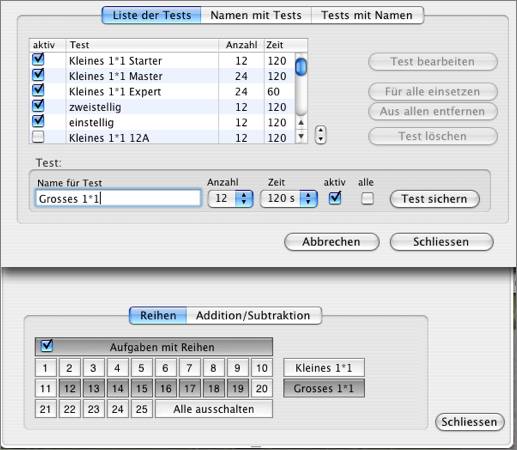 Liste der Tests Namen mit Tests Tests mit Namen
aktiv Test Anzahl Zeit
Kleines 1*1 Starter 12 120
Kleines 1*1 Master 24 120
Kleines 1*1 Expert 24 60
zweistellig 12 120
einstellig 12 120
Kleines 1*1 12A 12 120
Test bearbeiten
Für alle einsetzen
Aus allen entfernen
Test löschen
Test:
Name für Test Anzahl Zeit aktiv alle
Grosses 1*1 12 120 s Test sichern
Abbrechen Schliessen
Reihen Addition/Subtraktion
Aufgaben mit Reihen
1 2 3 4 5 6 7 8 9 10 Kleines 1*1
11 12 13 14 15 16 17 18 19 20 Grosses 1*1
21 22 23 24 25 Alle ausschalten
Schliessen